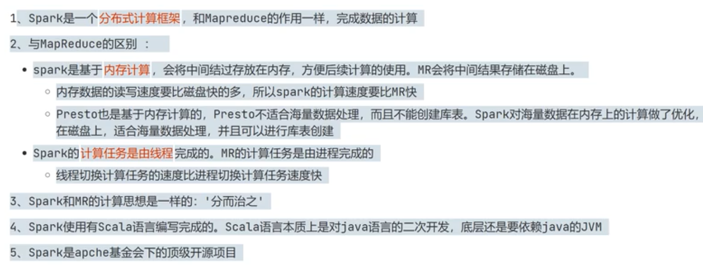 1、Spark是一个分布式计算框架，和Mapreduce的作用一样，完成数据的计算
2、与MapReduce的区别 ：
• spark是基于内存计算，会将中间结过存放在内存，方便后续计算的使用。MR会将中间结果存储在磁盘上。
◦ 内存数据的读写速度要比磁盘快的多，所以spark的计算速度要比MR快
◦ Presto也是基于内存计算的，Presto不适合海量数据处理，而且不能创建库表。Spark对海量数据在内存上的计算做了优化，
在磁盘上，适合海量数据处理，并且可以进行库表创建
• Spark的计算任务是由线程完成的。MR的计算任务是由进程完成的
◦ 线程切换计算任务的速度比进程切换计算任务速度快
3、Spark和MR的计算思想是一样的：'分而治之'
4、Spark使用有Scala语言编写完成的。Scala语言本质上是对java语言的二次开发，底层还是要依赖java的JVM
5、Spark是apche基金会下的顶级开源项目